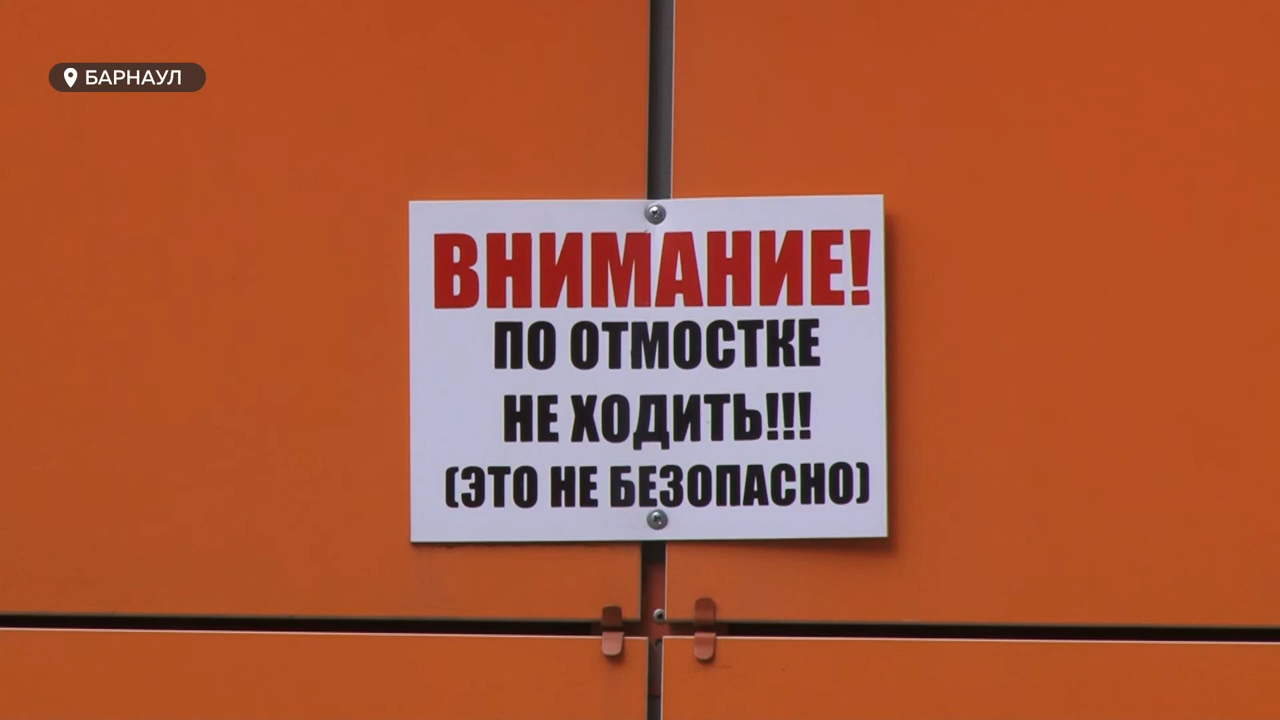 БАРНАУЛ
ВНИМАНИЕ!
ПО ОТМОСТКЕ
НЕ ХОДИТЬ!!!
(ЭТО НЕ БЕЗОПАСНО)